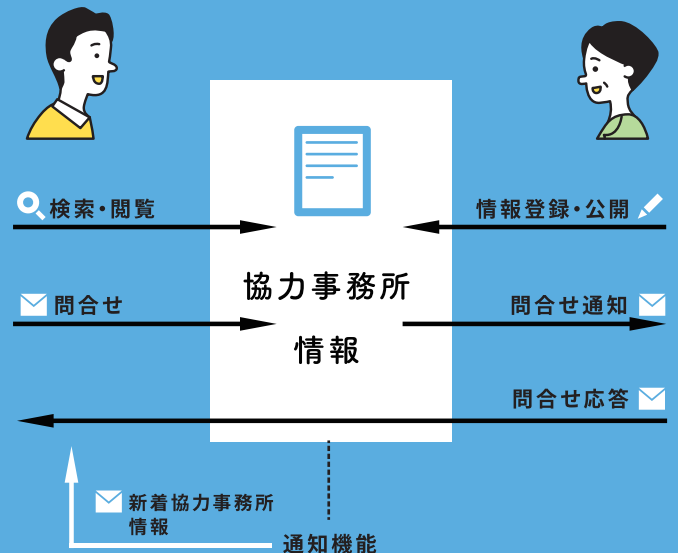 検索・閲覧
情報登録・公開
協力事務所
情報
問合せ
問合せ通知
問合せ応答
新着協力事務所
情報
通知機能